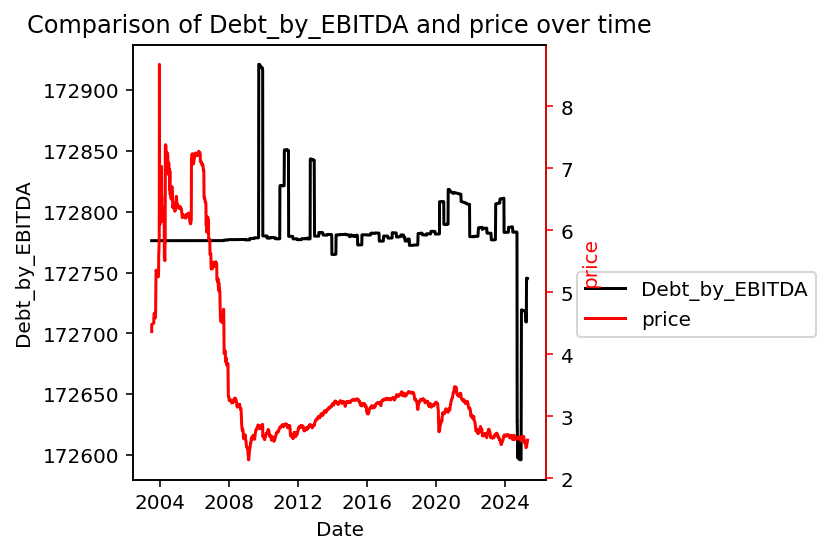 Comparison of Debt_by_EBITDA and price over time
172900
172850
172800
172750
172700
172650
172600
Debt_by_EBITDA
8
7
6
5
4
3
2
price
Debt_by_EBITDA
price
2004 2008 2012 2016 2020 2024
Date